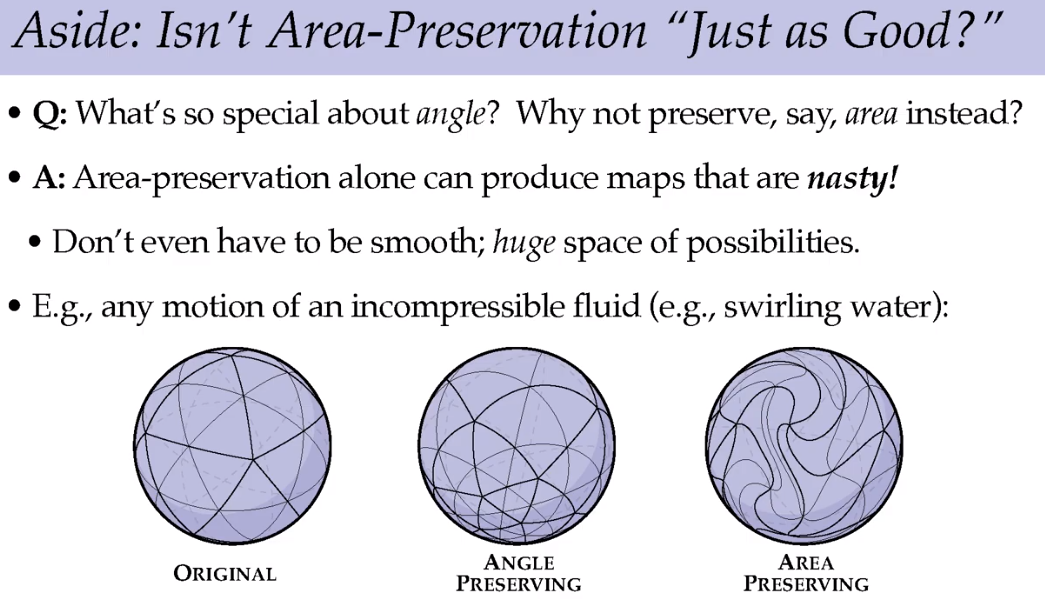 Aside: Isn't Area-Preservation “Just as Good?”
• Q: What's so special about angle? Why not preserve, say, area instead?
• A: Area-preservation alone can produce maps that are nasty!
• Don't even have to be smooth; huge space of possibilities.
• E.g., any motion of an incompressible fluid (e.g., swirling water):
ORIGINAL
ANGLE
PRESERVING
AREA
PRESERVING